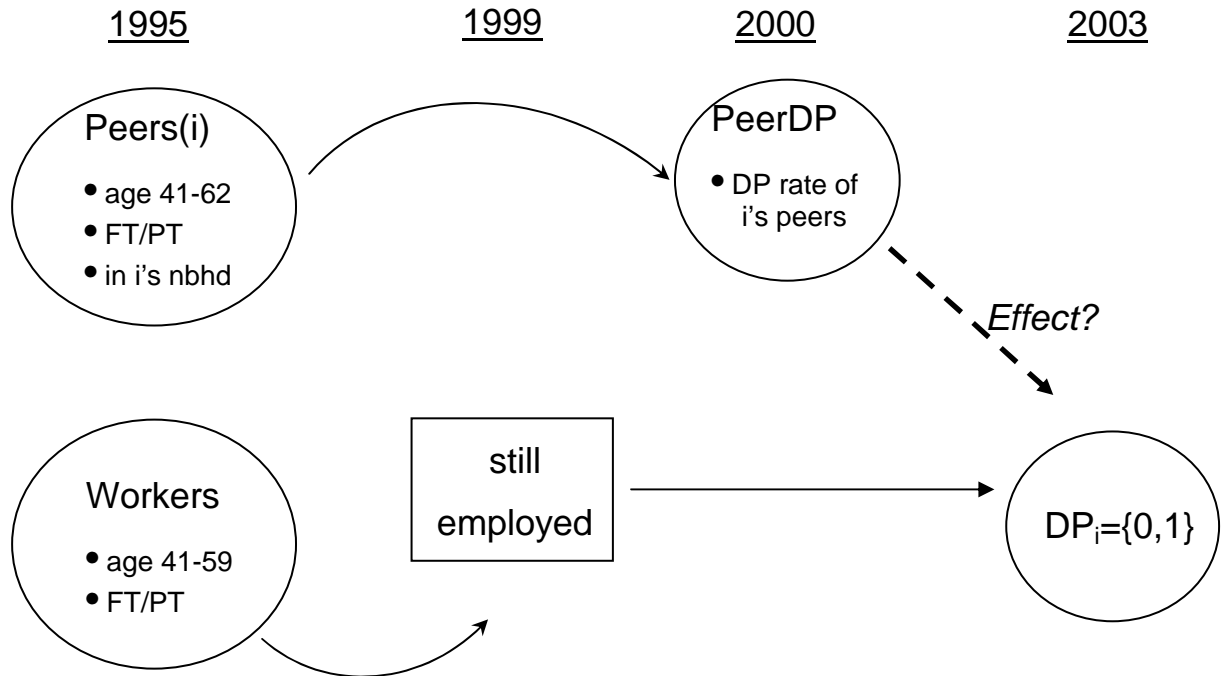 1995 1999 2000 2003
Peers(i)
• age 41-62
• FT/PT
• in i's nbhd
PeerDP
• DP rate of
i's peers
Effect?
Workers
• age 41-59
• FT/PT
still
employed
DPi={0,1}